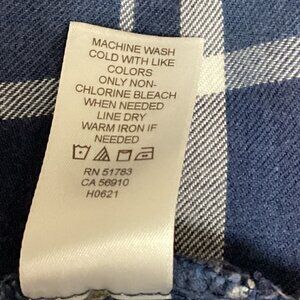 MACHINE WASH
COLD WITH LIKE
COLORS
ONLY NON-
CHLORINE BLEACH
WHEN NEEDED
LINE DRY
WARM IRON IF
NEEDED
RN 51783
CA 56910
H0621